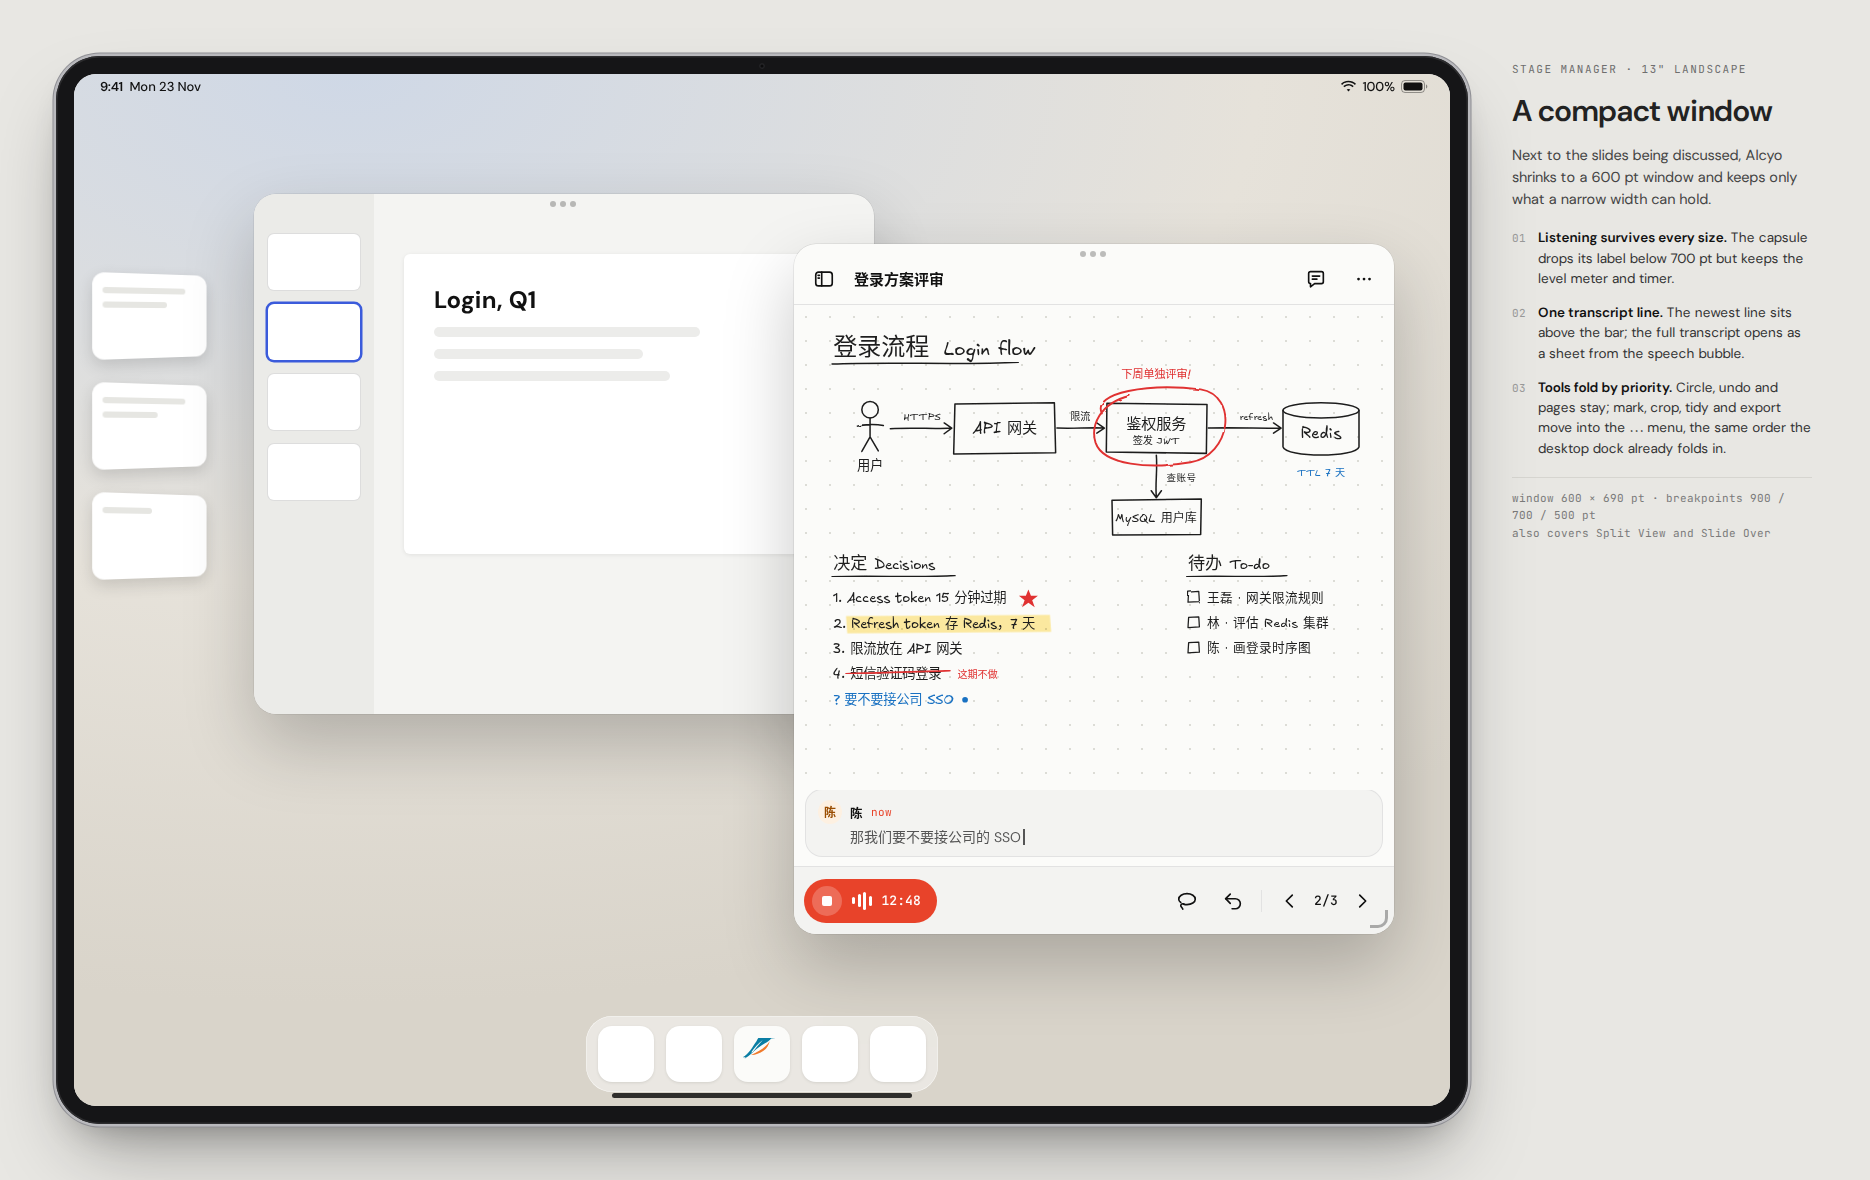 9:41 Mon 23 Nov
100%
STAGE MANAGER · 13" LANDSCAPE
A compact window
Next to the slides being discussed, Alcyo
shrinks to a 600 pt window and keeps only
what a narrow width can hold.
01 Listening survives every size. The capsule
drops its label below 700 pt but keeps the
level meter and timer.
02 One transcript line. The newest line sits
above the bar; the full transcript opens as
a sheet from the speech bubble.
03 Tools fold by priority. Circle, undo and
pages stay; mark, crop, tidy and export
move into the ... menu, the same order the
desktop dock already folds in.
window 600 × 690 pt · breakpoints 900 /
700 / 500 pt
also covers Split View and Slide Over
Login, Q1
登录方案评审
登录流程 Login flow
下周单独评审!
用户
HTTPS
API 网关
限流
鉴权服务
签发 JWT
refresh
Redis
TTL 7 天
查账号
MySQL 用户库
决定 Decisions
1. Access token 15 分钟过期
2. Refresh token 存 Redis, 7 天
3. 限流放在 API 网关
4. 短信验证码登录 这期不做
? 要不要接公司 SSO
待办 To-do
王磊 · 网关限流规则
林 · 评估 Redis 集群
陈 · 画登录时序图
陈 陈 now
那我们要不要接公司的 SSO
12:48
2/3